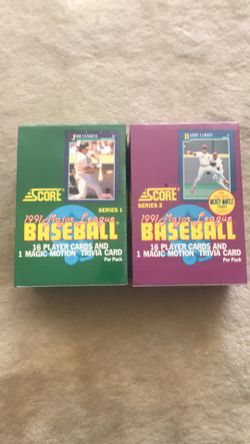 JOSE CANSECO
SCORE
SERIES 1
1991 Major League
BASEBALL
16 PLAYER CARDS AND
1 MAGIC MOTION TRIVIA CARD
Per Pack
BARRY LARKIN
SCORE
SERIES 2
MICKEY MANTLE
1991 Major League
BASEBALL
16 PLAYER CARDS AND
1 MAGIC MOTION TRIVIA CARD
Per Pack